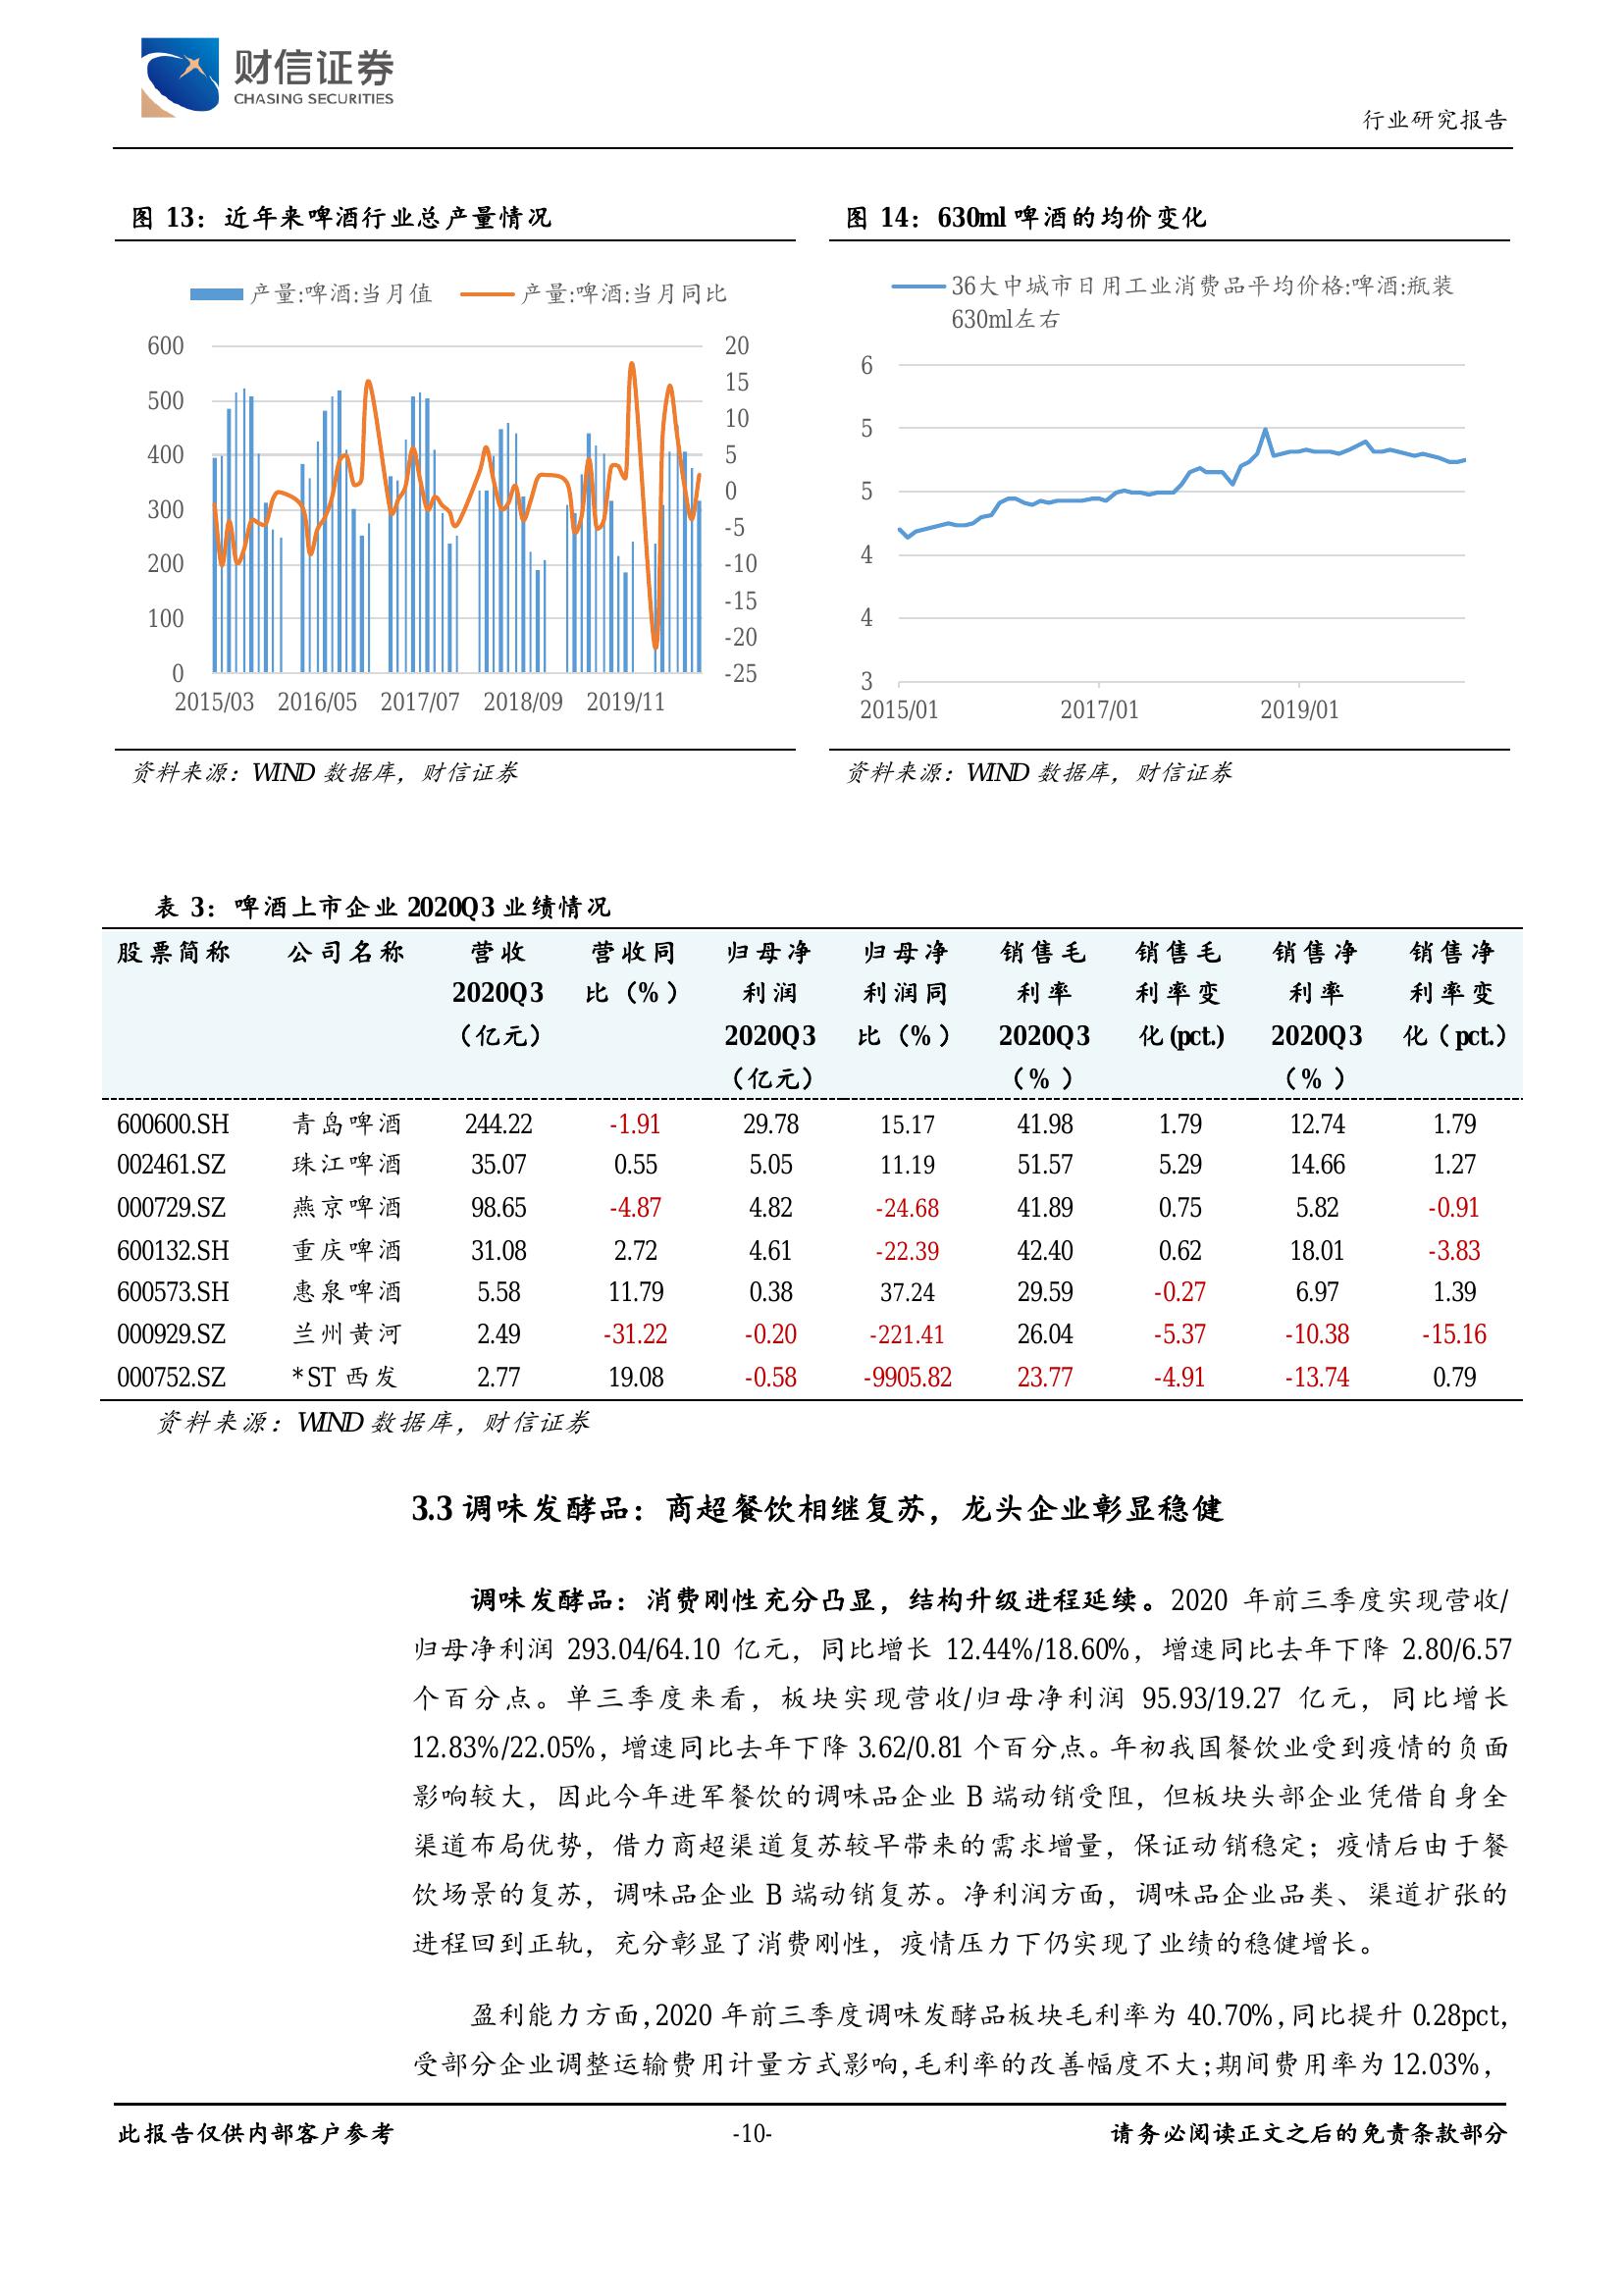 财信证券
CHASING SECURITIES
行业研究报告
图 13：近年来啤酒行业总产量情况
产量:啤酒:当月值 产量:啤酒:当月同比
600 20
15
500
10
400 5
0
300
-5
200 -10
-15
100
-20
0 -25
2015/03 2016/05 2017/07 2018/09 2019/11
资料来源：WIND 数据库，财信证券
图 14：630ml 啤酒的均价变化
36大中城市日用工业消费品平均价格:啤酒:瓶装
630ml左右
6
5
5
4
4
3
2015/01 2017/01 2019/01
资料来源：WIND 数据库，财信证券
表 3：啤酒上市企业 2020Q3 业绩情况
股票简称 公司名称 营收 营收同 归母净 归母净 销售毛 销售毛 销售净 销售净
2020Q3 比（%） 利润 利润同 利率 利率变 利率 利率变
（亿元） 2020Q3 比（%） 2020Q3 化(pct.) 2020Q3 化（pct.）
（亿元） （%） （%）
600600.SH 青岛啤酒 244.22 -1.91 29.78 15.17 41.98 1.79 12.74 1.79
002461.SZ 珠江啤酒 35.07 0.55 5.05 11.19 51.57 5.29 14.66 1.27
000729.SZ 燕京啤酒 98.65 -4.87 4.82 -24.68 41.89 0.75 5.82 -0.91
600132.SH 重庆啤酒 31.08 2.72 4.61 -22.39 42.40 0.62 18.01 -3.83
600573.SH 惠泉啤酒 5.58 11.79 0.38 37.24 29.59 -0.27 6.97 1.39
000929.SZ 兰州黄河 2.49 -31.22 -0.20 -221.41 26.04 -5.37 -10.38 -15.16
000752.SZ *ST 西发 2.77 19.08 -0.58 -9905.82 23.77 -4.91 -13.74 0.79
资料来源：WIND 数据库，财信证券
3.3 调味发酵品：商超餐饮相继复苏，龙头企业彰显稳健
调味发酵品：消费刚性充分凸显，结构升级进程延续。2020 年前三季度实现营收/
归母净利润 293.04/64.10 亿元，同比增长 12.44%/18.60%，增速同比去年下降 2.80/6.57
个百分点。单三季度来看，板块实现营收/归母净利润 95.93/19.27 亿元，同比增长
12.83%/22.05%，增速同比去年下降 3.62/0.81 个百分点。年初我国餐饮业受到疫情的负面
影响较大，因此今年进军餐饮的调味品企业 B 端动销受阻，但板块头部企业凭借自身全
渠道布局优势，借力商超渠道复苏较早带来的需求增量，保证动销稳定；疫情后由于餐
饮场景的复苏，调味品企业 B 端动销复苏。净利润方面，调味品企业品类、渠道扩张的
进程回到正轨，充分彰显了消费刚性，疫情压力下仍实现了业绩的稳健增长。
盈利能力方面，2020 年前三季度调味发酵品板块毛利率为 40.70%，同比提升 0.28pct，
受部分企业调整运输费用计量方式影响，毛利率的改善幅度不大；期间费用率为 12.03%，
此报告仅供内部客户参考 -10- 请务必阅读正文之后的免责条款部分